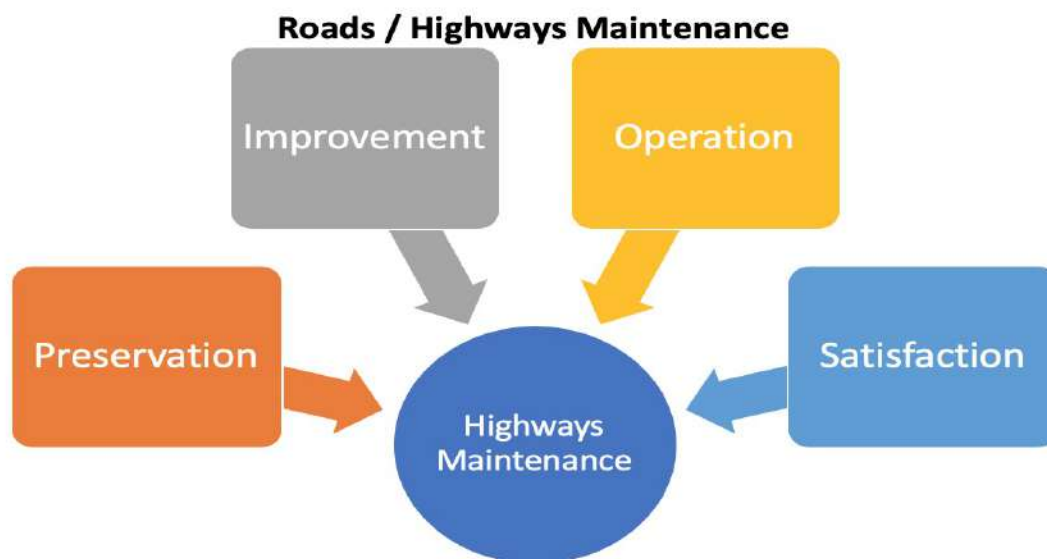 Roads / Highways Maintenance
Improvement
Operation
Preservation
Satisfaction
Highways
Maintenance